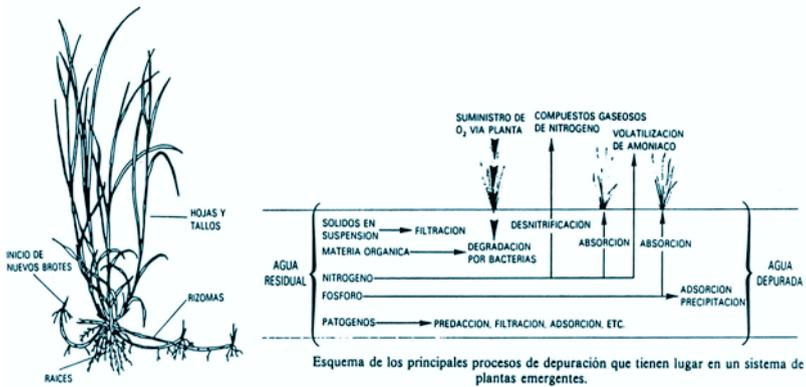 HOJAS Y
TALLOS
INICIO DE
NUEVOS BROTES
RIZOMAS
RAICES
SUMINISTRO DE
O₂ VIA PLANTA
COMPUESTOS GASEOSOS
DE NITROGENO
VOLATILIZACION
DE AMONIACO
AGUA
RESIDUAL
SOLIDOS EN
SUSPENSION
FILTRACION
MATERIA ORGANICA
DEGRADACION
POR BACTERIAS
DESNITRIFICACION
ABSORCION
ABSORCION
NITROGENO
FOSFORO
ADSORCION
PRECIPITACION
PATOGENOS
PREDACCION, FILTRACION, ADSORCION, ETC.
AGUA
DEPURADA
Esquema de los principales procesos de depuración que tienen lugar en un sistema de
plantas emergentes.